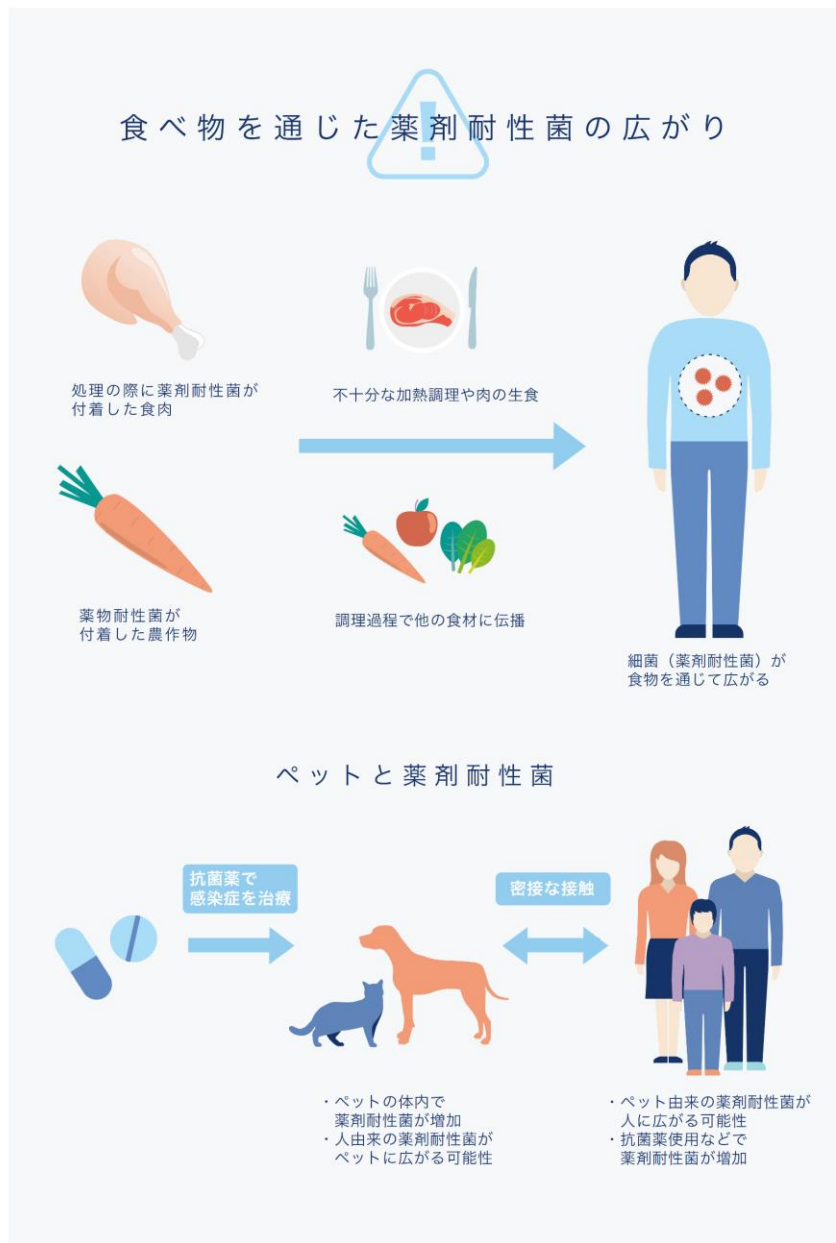 食べ物を通じた薬剤耐性菌の広がり
処理の際に薬剤耐性菌が
付着した食肉
不十分な加熱調理や肉の生食
薬物耐性菌が
付着した農作物
調理過程で他の食材に伝播
細菌（薬剤耐性菌）が
食物を通じて広がる
ペットと薬剤耐性菌
抗菌薬で
感染症を治療
密接な接触
・ペットの体内で
薬剤耐性菌が増加
・人由来の薬剤耐性菌が
ペットに広がる可能性
・ペット由来の薬剤耐性菌が
人に広がる可能性
・抗菌薬使用などで
薬剤耐性菌が増加